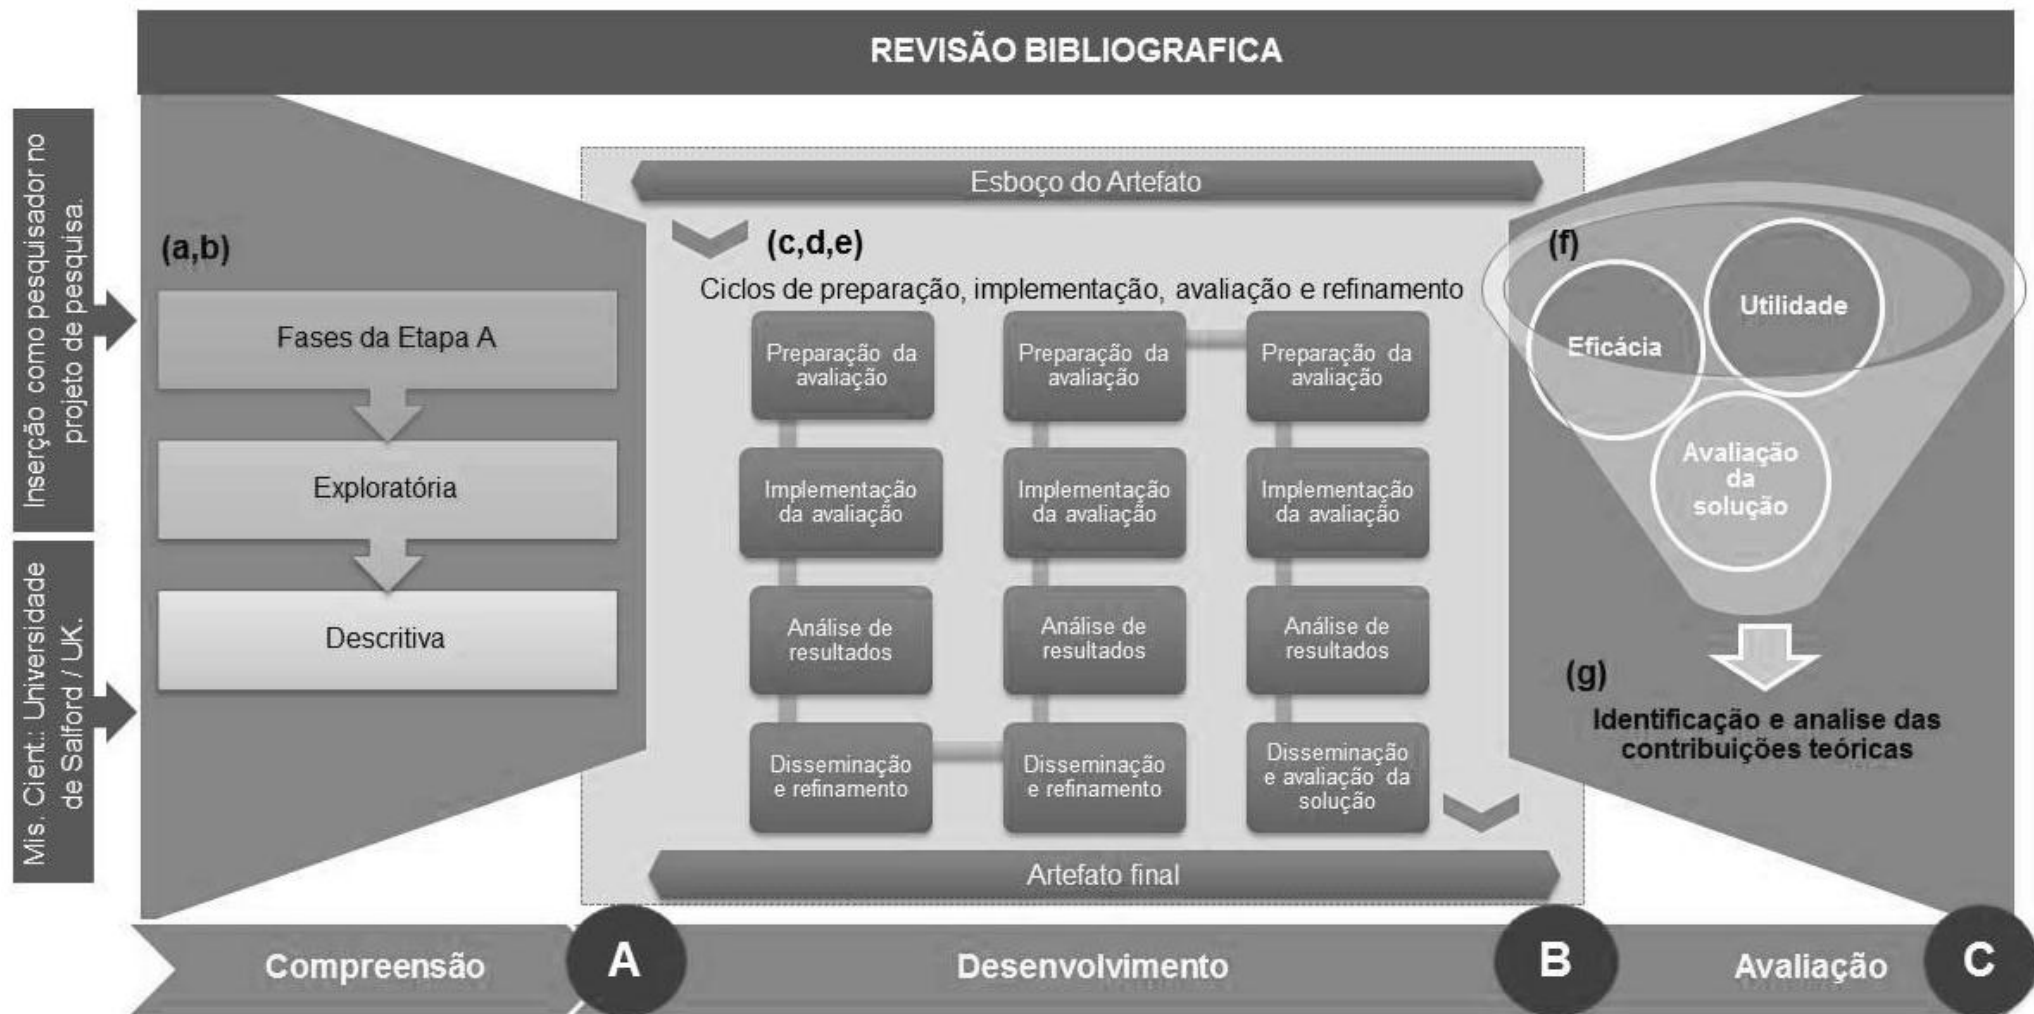 REVISÃO BIBLIOGRAFICA
Inserção como pesquisador no
projeto de pesquisa.
Mis. Cient.: Universidade
de Salford / UK.
(a,b)
Fases da Etapa A
Exploratória
Descritiva
Esboço do Artefato
(c,d,e)
Ciclos de preparação, implementação, avaliação e refinamento
Preparação da
avaliação
Implementação
da avaliação
Análise de
resultados
Disseminação
e refinamento
Preparação da
avaliação
Implementação
da avaliação
Análise de
resultados
Disseminação
e refinamento
Preparação da
avaliação
Implementação
da avaliação
Análise de
resultados
Disseminação
e avaliação da
solução
Artefato final
(f)
Eficácia
Utilidade
Avaliação
da
solução
(g)
Identificação e analise das
contribuições teóricas
Compreensão
A
Desenvolvimento
B
Avaliação
C